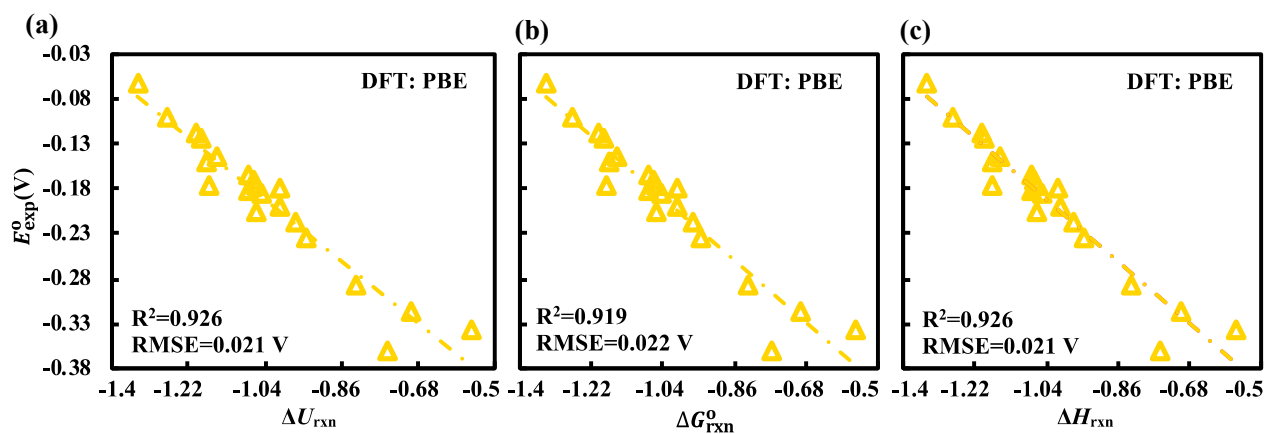 (a)
(b)
(c)
E°exp(V)
-0.03
-0.08
-0.13
-0.18
-0.23
-0.28
-0.33
-0.38
DFT: PBE
R²=0.926
RMSE=0.021 V
-1.4 -1.22 -1.04 -0.86 -0.68 -0.5
ΔUrxn
DFT: PBE
R²=0.919
RMSE=0.022 V
-1.4 -1.22 -1.04 -0.86 -0.68 -0.5
ΔG°rxn
DFT: PBE
R²=0.926
RMSE=0.021 V
-1.4 -1.22 -1.04 -0.86 -0.68 -0.5
ΔHrxn